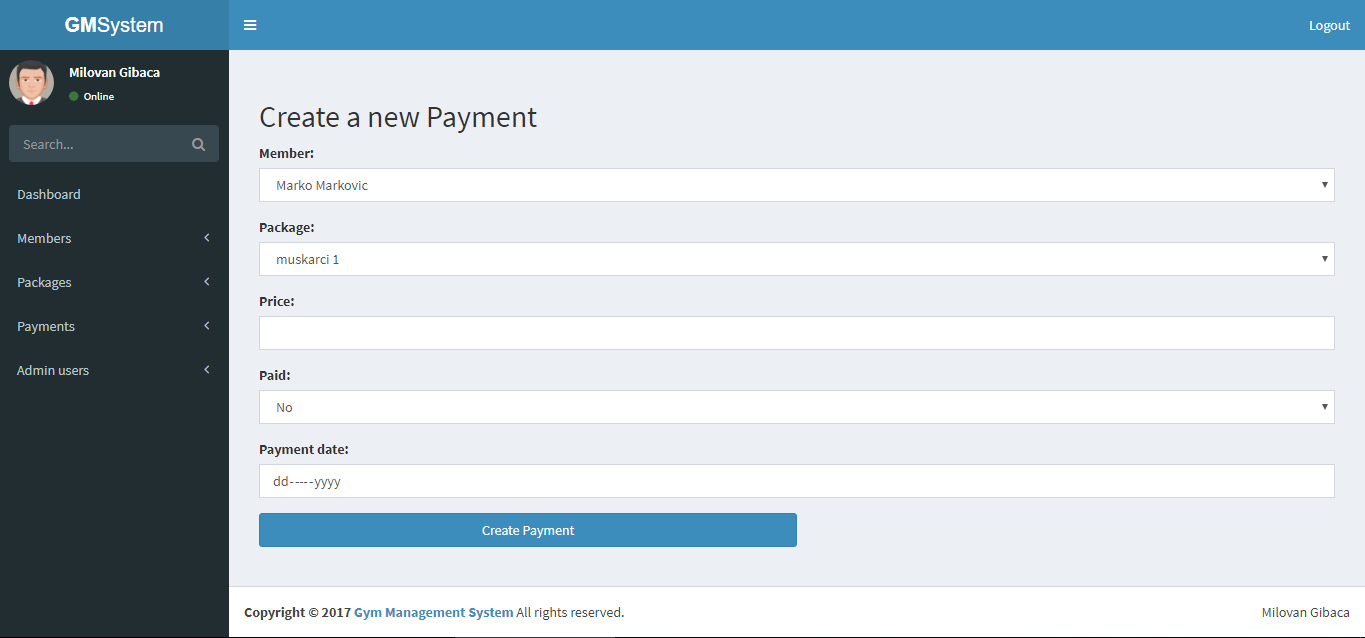 GMSystem
Logout
Milovan Gibaca
Online
Search...
Dashboard
Members
Packages
Payments
Admin users
Create a new Payment
Member:
Marko Markovic
Package:
muskarci 1
Price:
Paid:
No
Payment date:
dd-----yyyy
Create Payment
Copyright © 2017 Gym Management System All rights reserved.
Milovan Gibaca